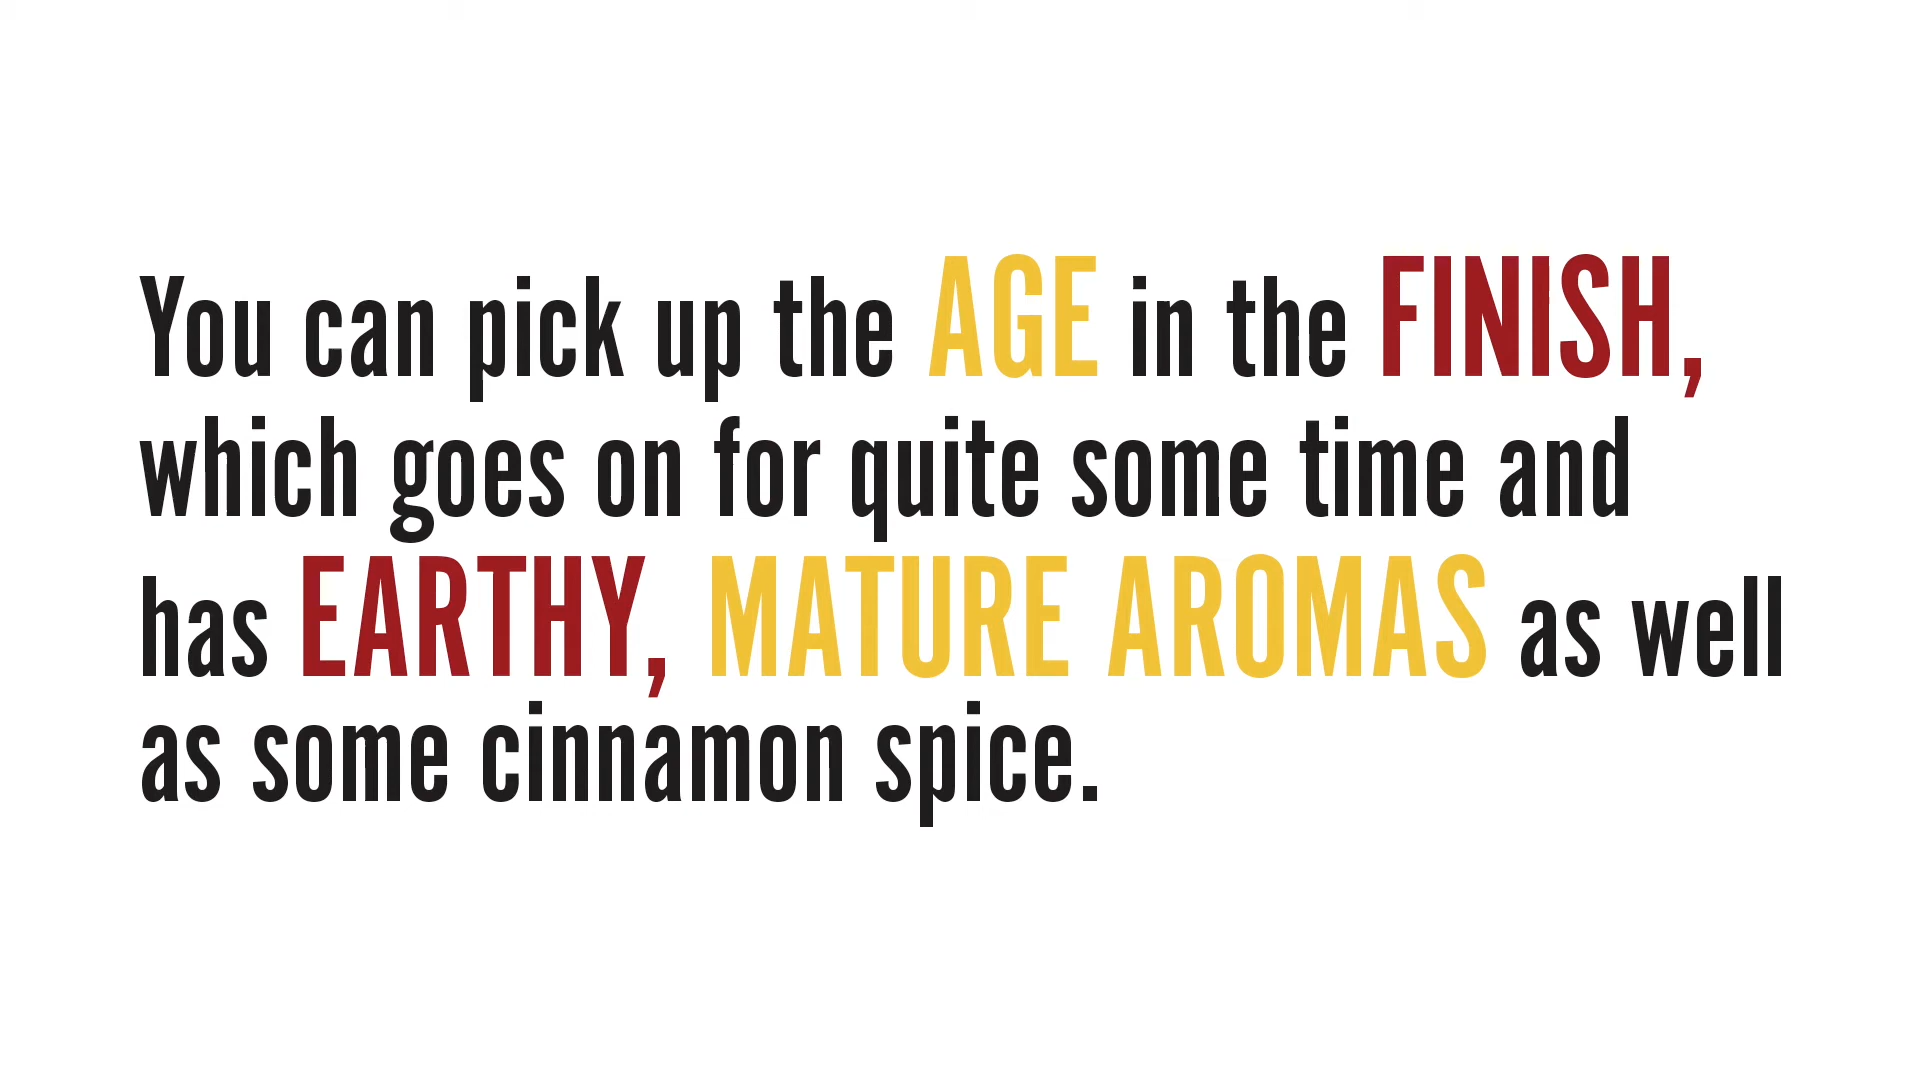 You can pick up the AGE in the FINISH,
which goes on for quite some time and
has EARTHY, MATURE AROMAS as well
as some cinnamon spice.